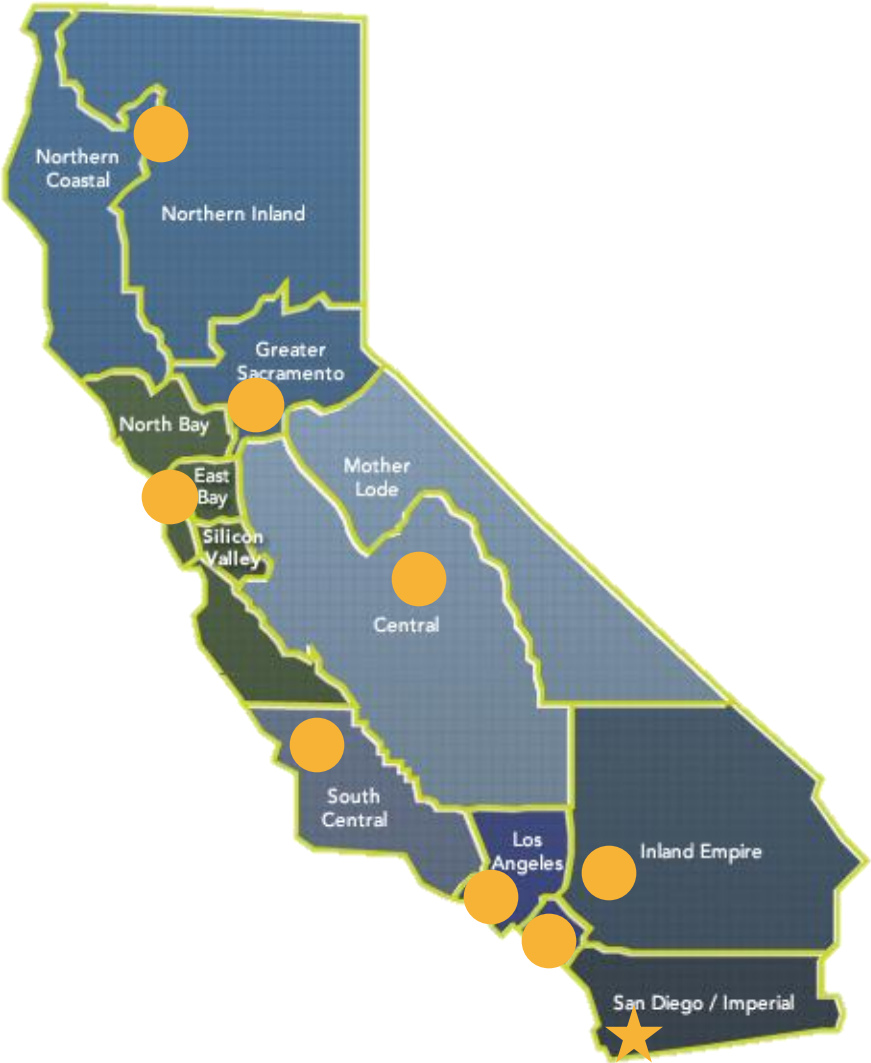 Northern
Coastal
Northern Inland
Greater
Sacramento
North Bay
East
Bay
Mother
Lode
Silicon
Valley
Central
South
Central
Los
Angeles
Inland Empire
San Diego / Imperial